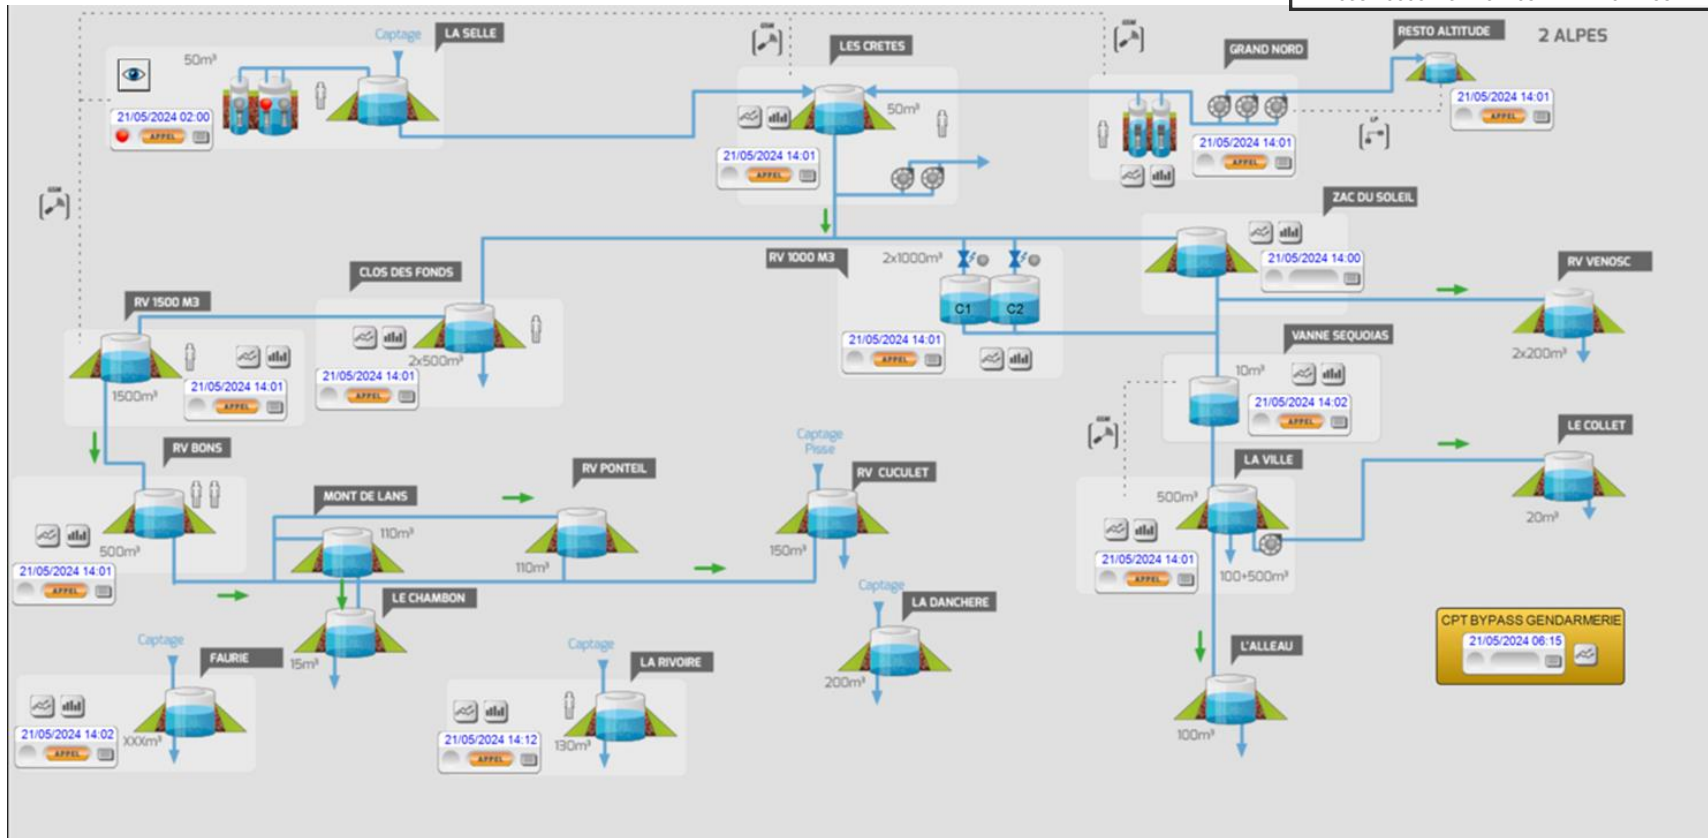 2 ALPES
LA SELLE
Captage
50m³
21/05/2024 02:00
APPEL
GSM
LES CRETES
50m³
21/05/2024 14:01
APPEL
GSM
GRAND NORD
21/05/2024 14:01
APPEL
RESTO ALTITUDE
21/05/2024 14:01
APPEL
LP
GSM
ZAC DU SOLEIL
21/05/2024 14:00
RV 1000 M3
2x1000m³
C1
C2
21/05/2024 14:01
APPEL
RV VENOSC
2x200m³
CLOS DES FONDS
2x500m³
21/05/2024 14:01
APPEL
RV 1500 M3
1500m³
21/05/2024 14:01
APPEL
VANNE SEQUOIAS
10m³
21/05/2024 14:02
APPEL
GSM
LE COLLET
20m³
RV BONS
500m³
21/05/2024 14:01
APPEL
MONT DE LANS
110m³
RV PONTEIL
110m³
Captage
Pisse
RV CUCULET
150m³
LA VILLE
500m³
100+500m³
21/05/2024 14:01
APPEL
LE CHAMBON
15m³
Captage
LA DANCHERE
200m³
CPT BYPASS GENDARMERIE
21/05/2024 06:15
Captage
FAURIE
XXXm³
21/05/2024 14:02
APPEL
Captage
LA RIVOIRE
130m³
21/05/2024 14:12
APPEL
L'ALLEAU
100m³